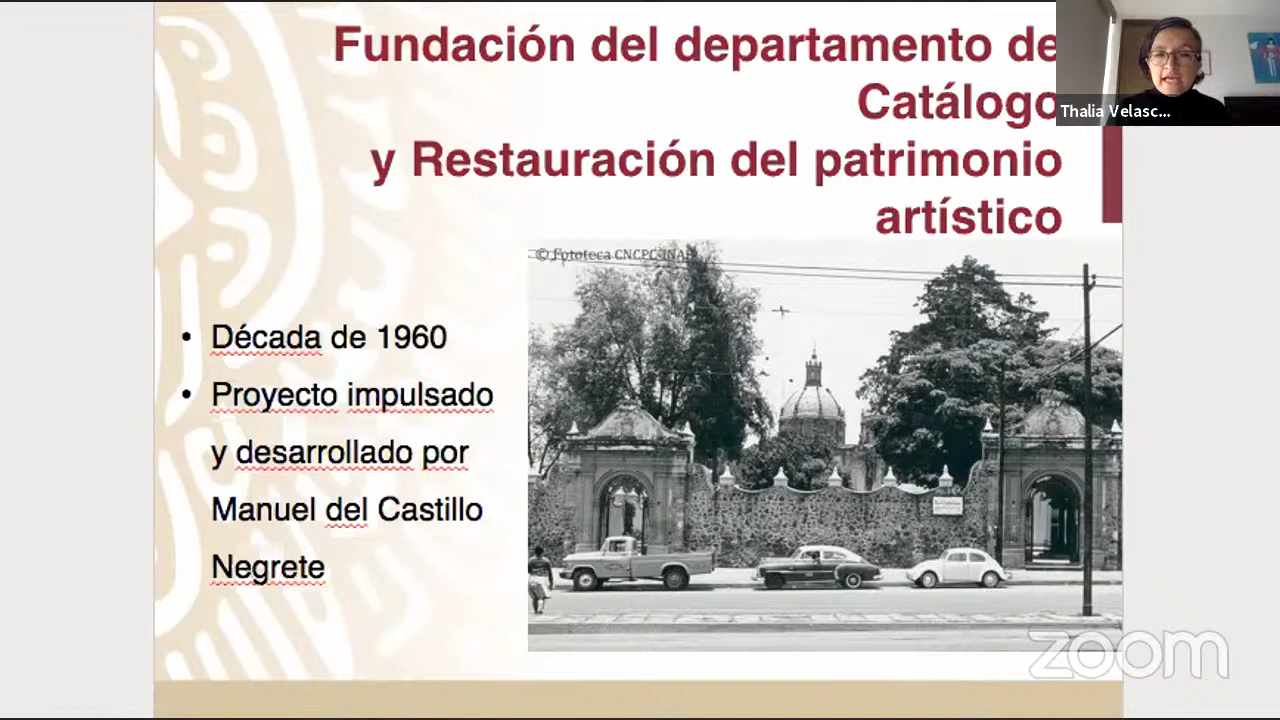 Fundación del departamento de
Catálogo
y Restauración del patrimonio
artístico
Thalia Velasc...
© Fototeca CNCPC-INAH
• Década de 1960
• Proyecto impulsado
y desarrollado por
Manuel del Castillo
Negrete
zoom